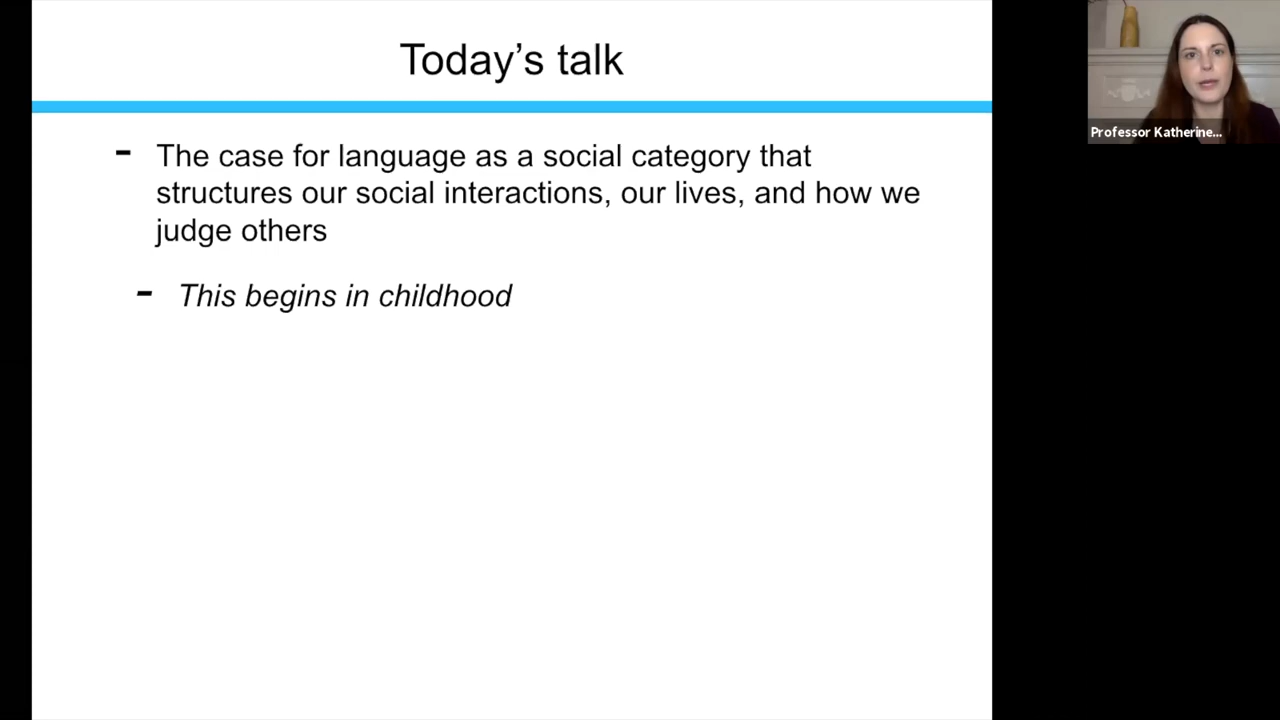 Today's talk
- The case for language as a social category that
structures our social interactions, our lives, and how we
judge others
- This begins in childhood
Professor Katherine...